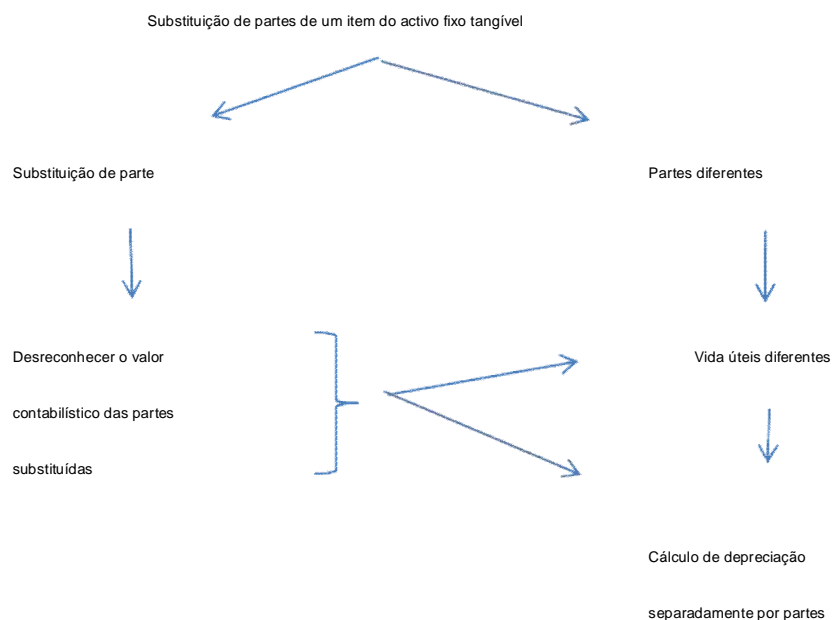 Substituição de partes de um item do activo fixo tangível
Substituição de parte
Partes diferentes
Desreconhecer o valor
contabilístico das partes
substituídas
Vida úteis diferentes
Cálculo de depreciação
separadamente por partes